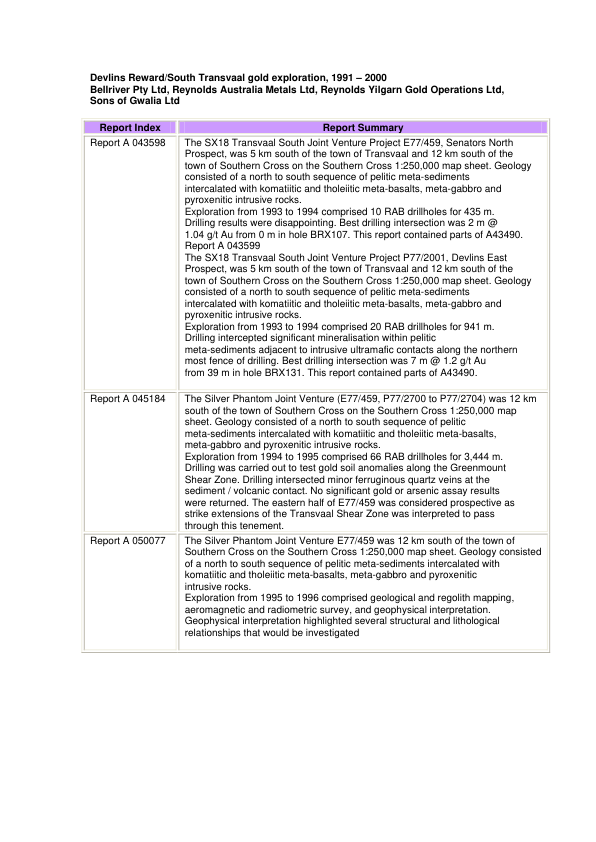 Devlins Reward/South Transvaal gold exploration, 1991 – 2000
Bellriver Pty Ltd, Reynolds Australia Metals Ltd, Reynolds Yilgarn Gold Operations Ltd,
Sons of Gwalia Ltd
Report Index Report Summary
Report A 043598 The SX18 Transvaal South Joint Venture Project E77/459, Senators North
Prospect, was 5 km south of the town of Transvaal and 12 km south of the
town of Southern Cross on the Southern Cross 1:250,000 map sheet. Geology
consisted of a north to south sequence of pelitic meta-sediments
intercalated with komatiitic and tholeiitic meta-basalts, meta-gabbro and
pyroxenitic intrusive rocks.
Exploration from 1993 to 1994 comprised 10 RAB drillholes for 435 m.
Drilling results were disappointing. Best drilling intersection was 2 m @
1.04 g/t Au from 0 m in hole BRX107. This report contained parts of A43490.
Report A 043599
The SX18 Transvaal South Joint Venture Project P77/2001, Devlins East
Prospect, was 5 km south of the town of Transvaal and 12 km south of the
town of Southern Cross on the Southern Cross 1:250,000 map sheet. Geology
consisted of a north to south sequence of pelitic meta-sediments
intercalated with komatiitic and tholeiitic meta-basalts, meta-gabbro and
pyroxenitic intrusive rocks.
Exploration from 1993 to 1994 comprised 20 RAB drillholes for 941 m.
Drilling intercepted significant mineralisation within pelitic
meta-sediments adjacent to intrusive ultramafic contacts along the northern
most fence of drilling. Best drilling intersection was 7 m @ 1.2 g/t Au
from 39 m in hole BRX131. This report contained parts of A43490.
Report A 045184 The Silver Phantom Joint Venture (E77/459, P77/2700 to P77/2704) was 12 km
south of the town of Southern Cross on the Southern Cross 1:250,000 map
sheet. Geology consisted of a north to south sequence of pelitic
meta-sediments intercalated with komatiitic and tholeiitic meta-basalts,
meta-gabbro and pyroxenitic intrusive rocks.
Exploration from 1994 to 1995 comprised 66 RAB drillholes for 3,444 m.
Drilling was carried out to test gold soil anomalies along the Greenmount
Shear Zone. Drilling intersected minor ferruginous quartz veins at the
sediment / volcanic contact. No significant gold or arsenic assay results
were returned. The eastern half of E77/459 was considered prospective as
strike extensions of the Transvaal Shear Zone was interpreted to pass
through this tenement.
Report A 050077 The Silver Phantom Joint Venture E77/459 was 12 km south of the town of
Southern Cross on the Southern Cross 1:250,000 map sheet. Geology consisted
of a north to south sequence of pelitic meta-sediments intercalated with
komatiitic and tholeiitic meta-basalts, meta-gabbro and pyroxenitic
intrusive rocks.
Exploration from 1995 to 1996 comprised geological and regolith mapping,
aeromagnetic and radiometric survey, and geophysical interpretation.
Geophysical interpretation highlighted several structural and lithological
relationships that would be investigated